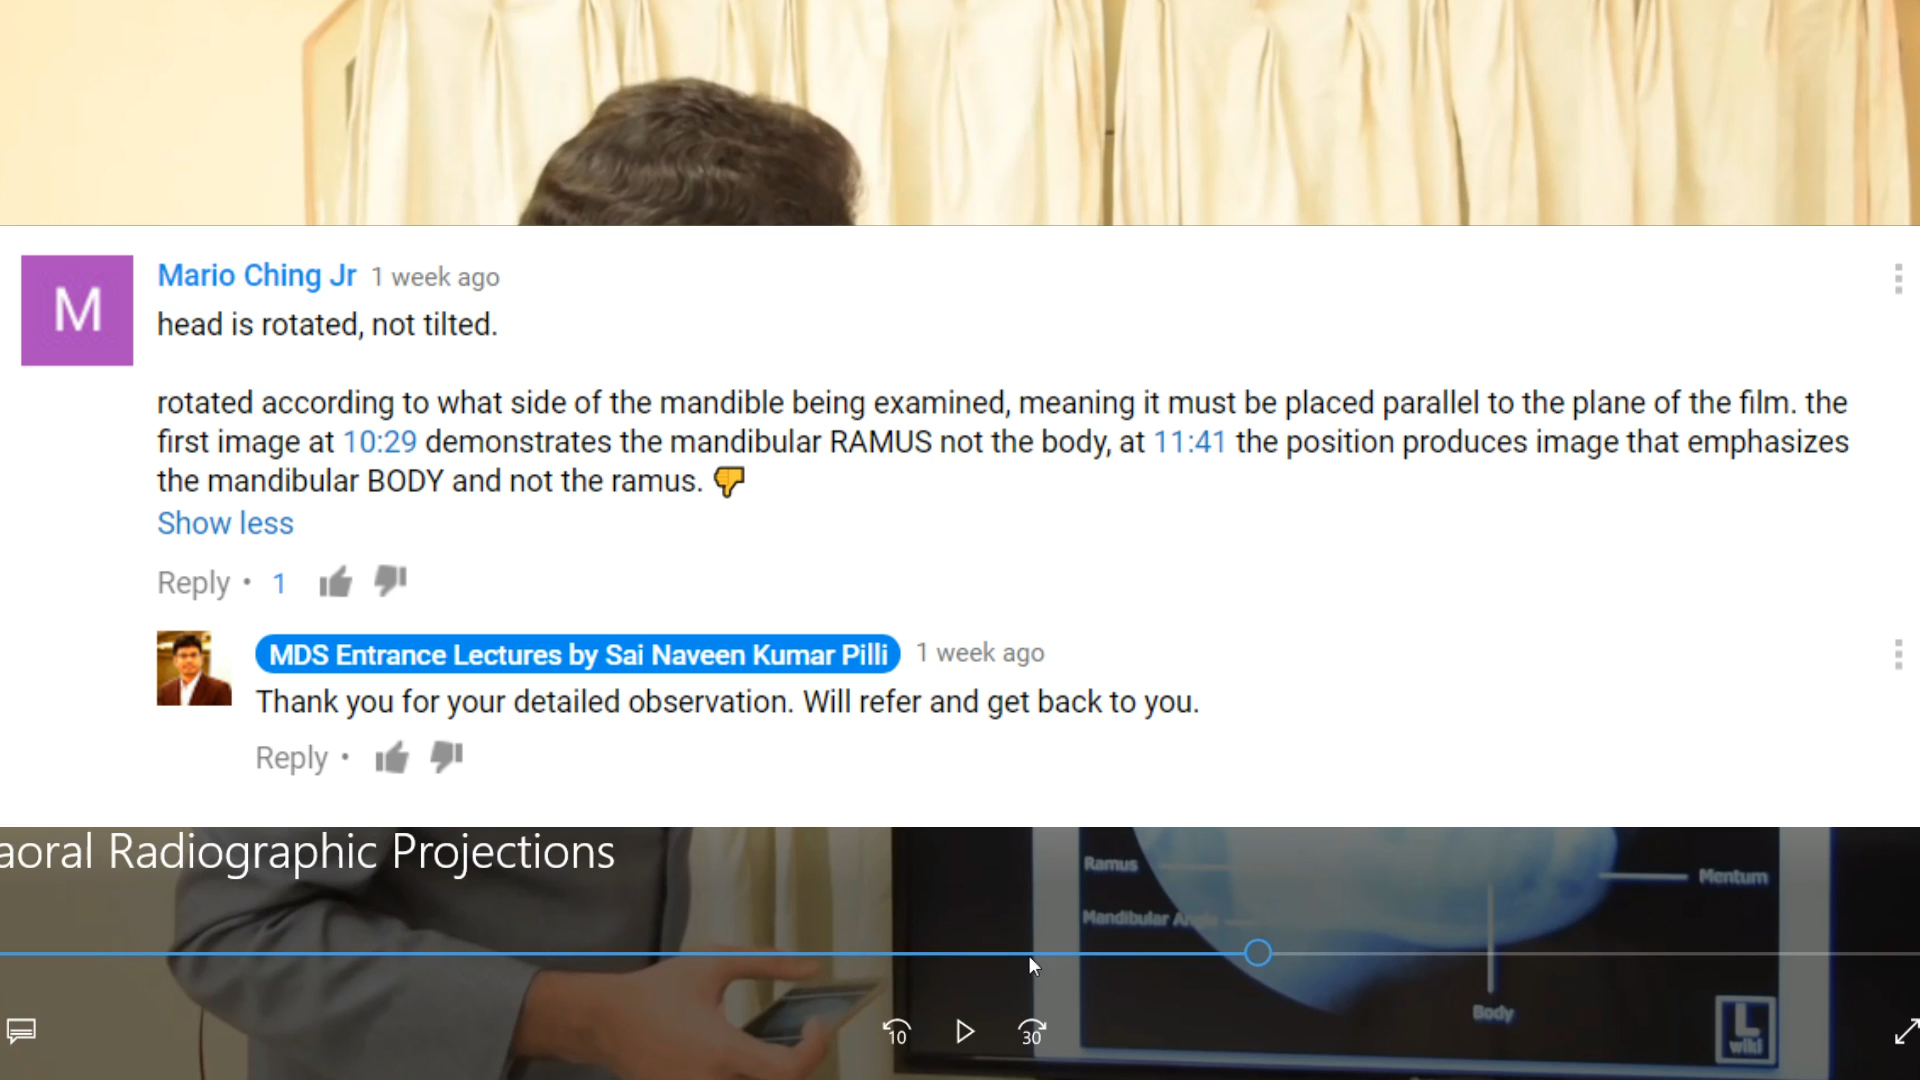 M
Mario Ching Jr 1 week ago
head is rotated, not tilted.
rotated according to what side of the mandible being examined, meaning it must be placed parallel to the plane of the film. the
first image at 10:29 demonstrates the mandibular RAMUS not the body, at 11:41 the position produces image that emphasizes
the mandibular BODY and not the ramus. 👎
Show less
Reply • 1
MDS Entrance Lectures by Sai Naveen Kumar Pilli 1 week ago
Thank you for your detailed observation. Will refer and get back to you.
Reply •
aoral Radiographic Projections
Ramus
Mentum
Mandibular Angle
Body
L
wiki
10
30